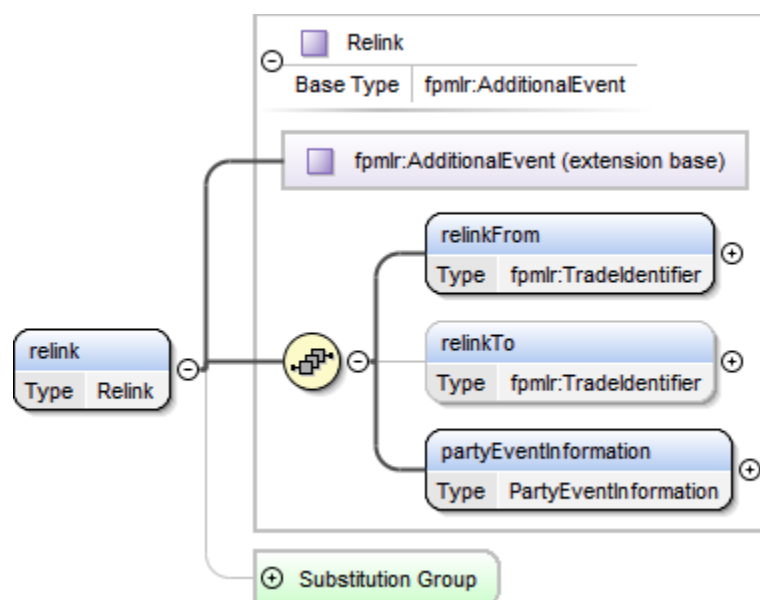 Relink
Base Type fpmlr:AdditionalEvent
fpmlr:AdditionalEvent (extension base)
relinkFrom
Type fpmlr:TradeIdentifier
relink
Type Relink
relinkTo
Type fpmlr:TradeIdentifier
partyEventInformation
Type PartyEventInformation
Substitution Group